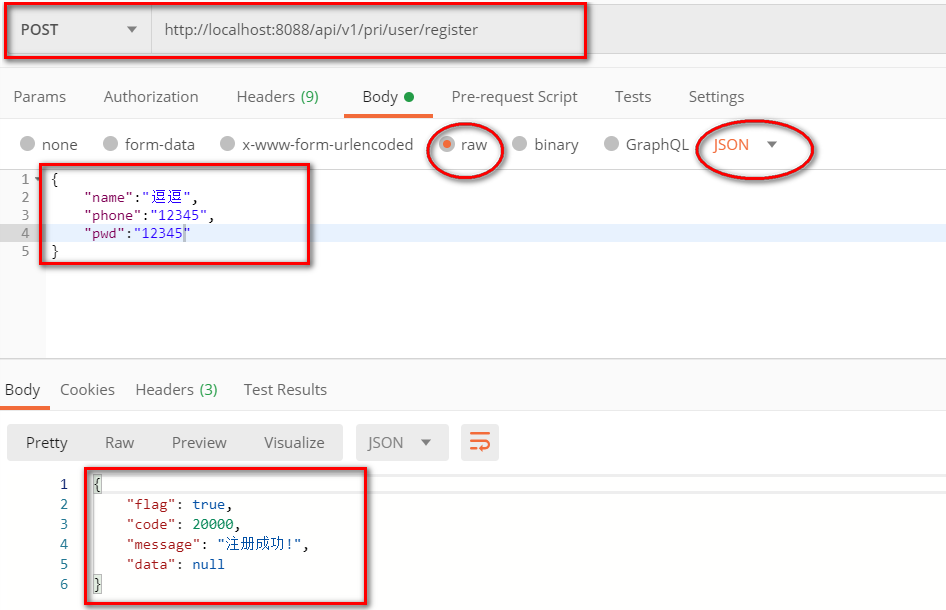 POST http://localhost:8088/api/v1/pri/user/register
Params Authorization Headers (9) Body Pre-request Script Tests Settings
none form-data x-www-form-urlencoded raw binary GraphQL JSON
1 {
2 "name":"逗逗",
3 "phone":"12345",
4 "pwd":"12345"
5 }
Body Cookies Headers (3) Test Results
Pretty Raw Preview Visualize JSON
1 {
2 "flag": true,
3 "code": 20000,
4 "message": "注册成功!",
5 "data": null
6 }